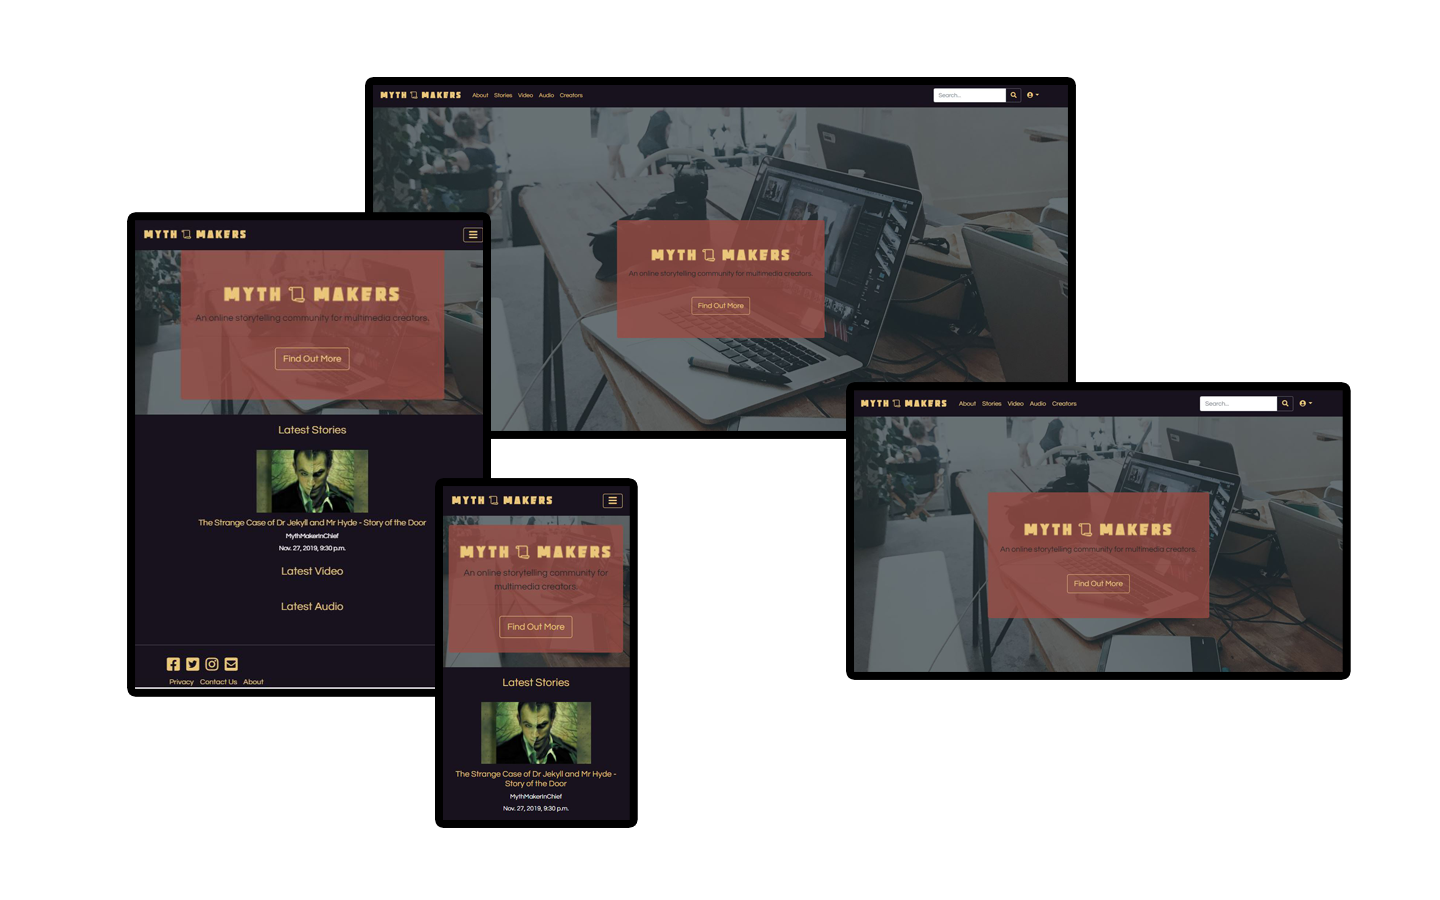 MYTH MAKERS
About Stories Video Audio Creators
Search...
MYTH MAKERS
An online storytelling community for multimedia creators.
Find Out More
MYTH MAKERS
MYTH MAKERS
An online storytelling community for multimedia creators.
Find Out More
Latest Stories
The Strange Case of Dr Jekyll and Mr Hyde - Story of the Door
MythMakerInChief
Nov. 27, 2019, 9:30 p.m.
Latest Video
Latest Audio
Privacy Contact Us About
MYTH MAKERS
MYTH MAKERS
An online storytelling community for
multimedia creators.
Find Out More
Latest Stories
The Strange Case of Dr Jekyll and Mr Hyde -
Story of the Door
MythMakerInChief
Nov. 27, 2019, 9:30 p.m.
MYTH MAKERS
About Stories Video Audio Creators
Search...
MYTH MAKERS
An online storytelling community for multimedia creators.
Find Out More